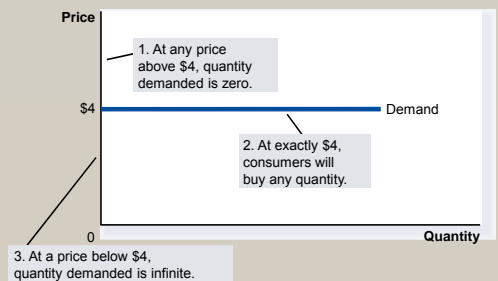 Price
1. At any price
above $4, quantity
demanded is zero.
$4
Demand
2. At exactly $4,
consumers will
buy any quantity.
0
Quantity
3. At a price below $4,
quantity demanded is infinite.